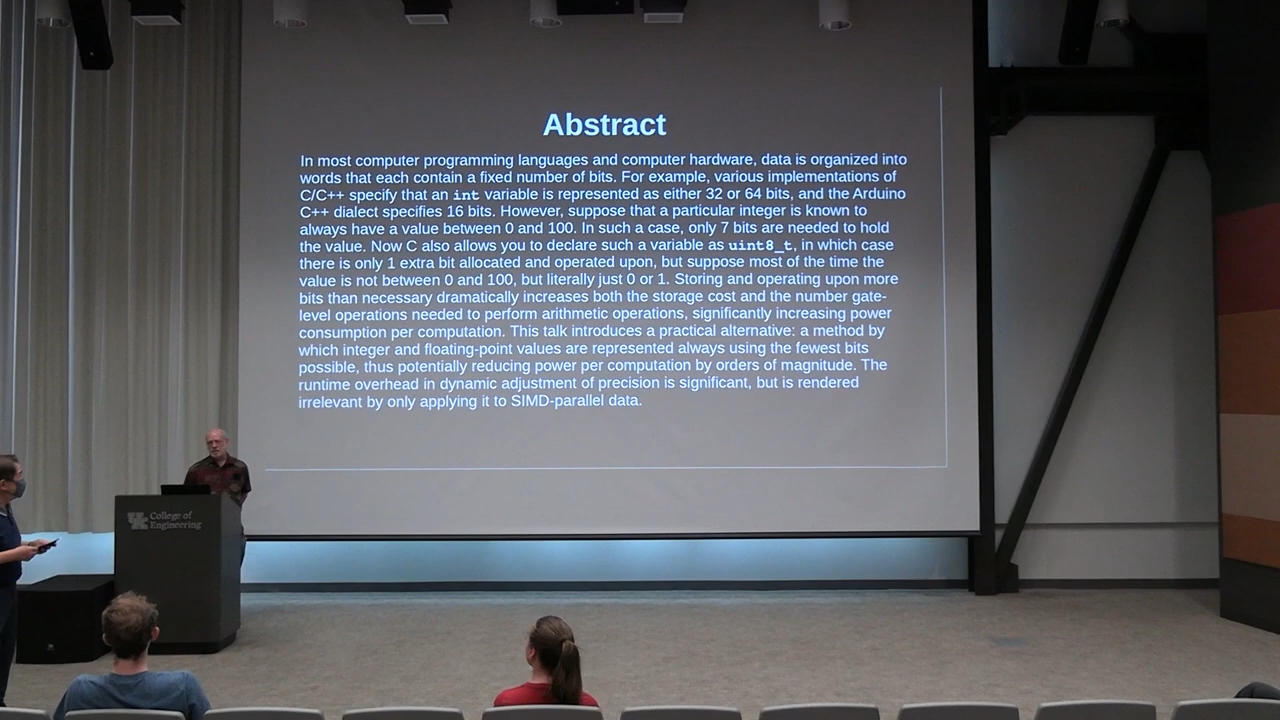 Abstract
In most computer programming languages and computer hardware, data is organized into
words that each contain a fixed number of bits. For example, various implementations of
C/C++ specify that an int variable is represented as either 32 or 64 bits, and the Arduino
C++ dialect specifies 16 bits. However, suppose that a particular integer is known to
always have a value between 0 and 100. In such a case, only 7 bits are needed to hold
the value. Now C also allows you to declare such a variable as uint8_t, in which case
there is only 1 extra bit allocated and operated upon, but suppose most of the time the
value is not between 0 and 100, but literally just 0 or 1. Storing and operating upon more
bits than necessary dramatically increases both the storage cost and the number gate-
level operations needed to perform arithmetic operations, significantly increasing power
consumption per computation. This talk introduces a practical alternative: a method by
which integer and floating-point values are represented always using the fewest bits
possible, thus potentially reducing power per computation by orders of magnitude. The
runtime overhead in dynamic adjustment of precision is significant, but is rendered
irrelevant by only applying it to SIMD-parallel data.
UK College of
Engineering